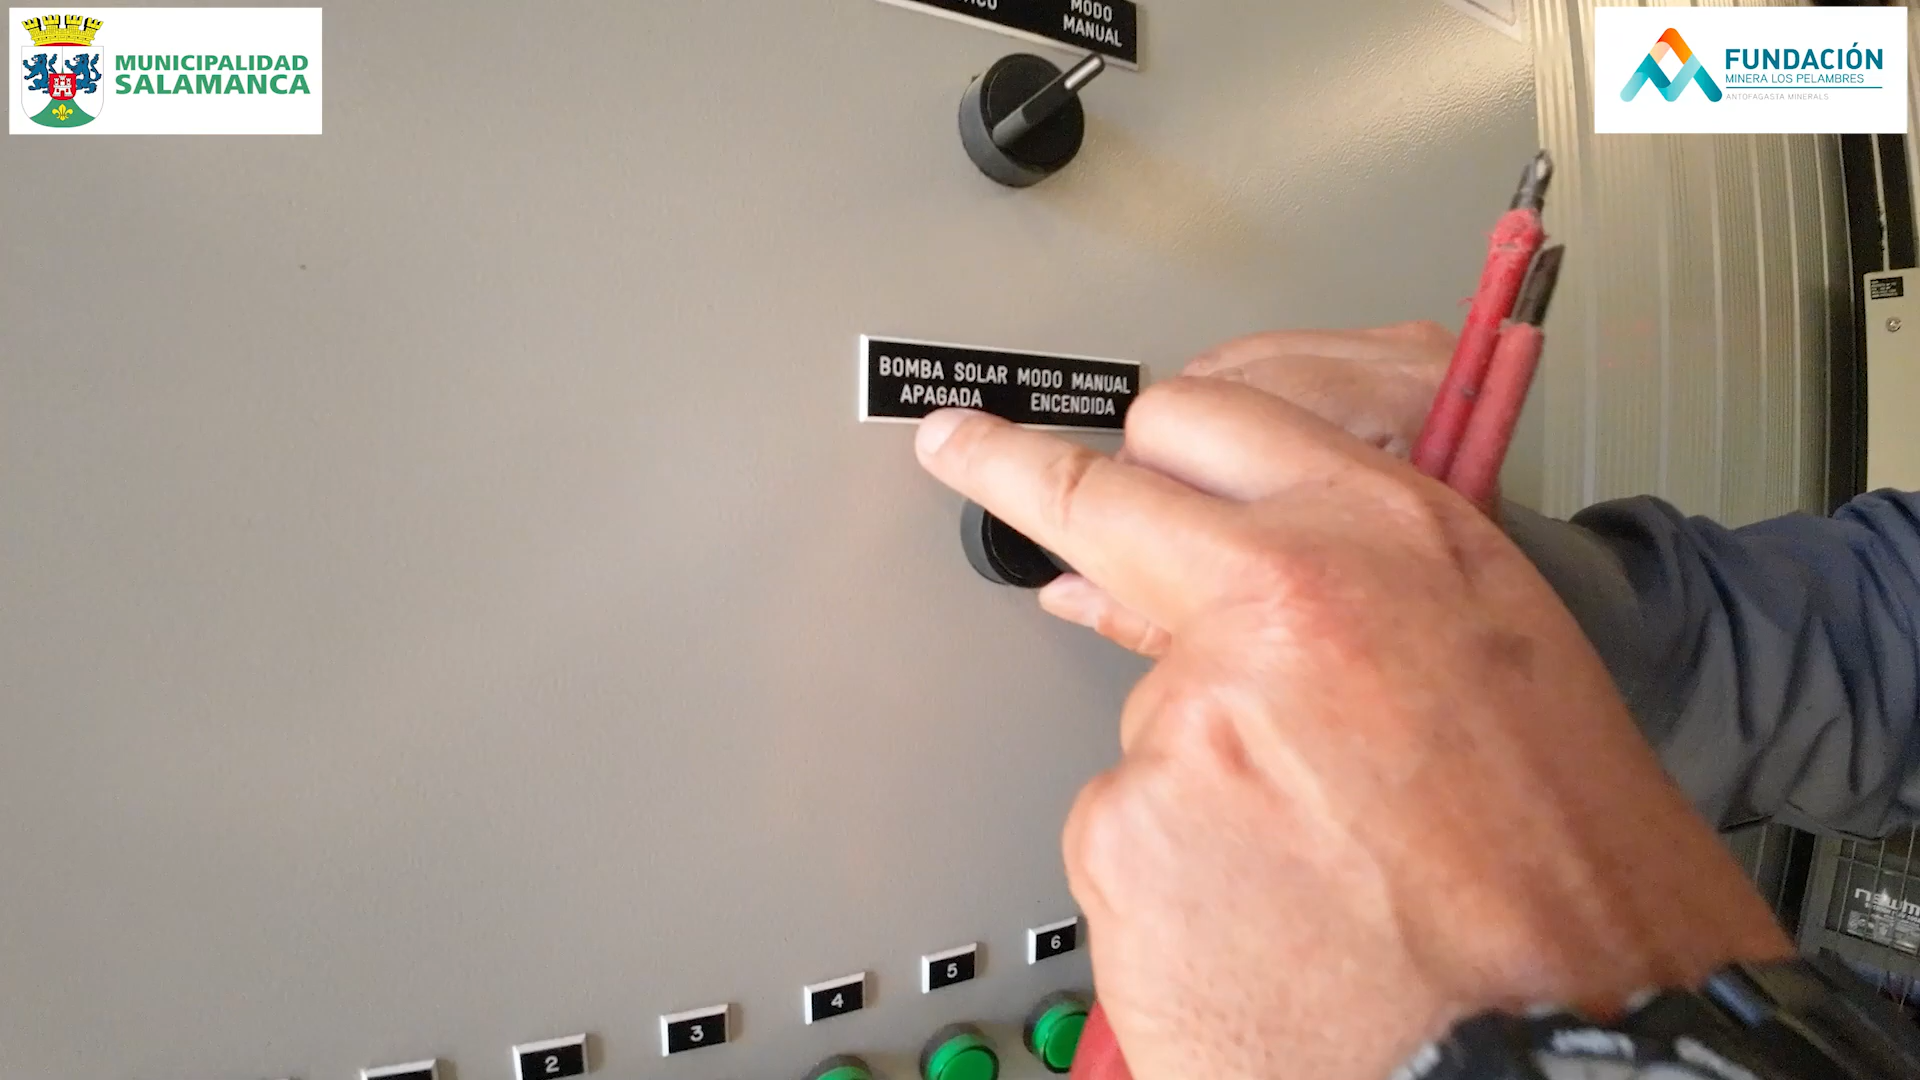 MUNICIPALIDAD
SALAMANCA
FUNDACIÓN
MINERA LOS PELAMBRES
ANTOFAGASTA MINERALS
MODO
MANUAL
BOMBA SOLAR MODO MANUAL
APAGADA ENCENDIDA
6
5
4
3
2